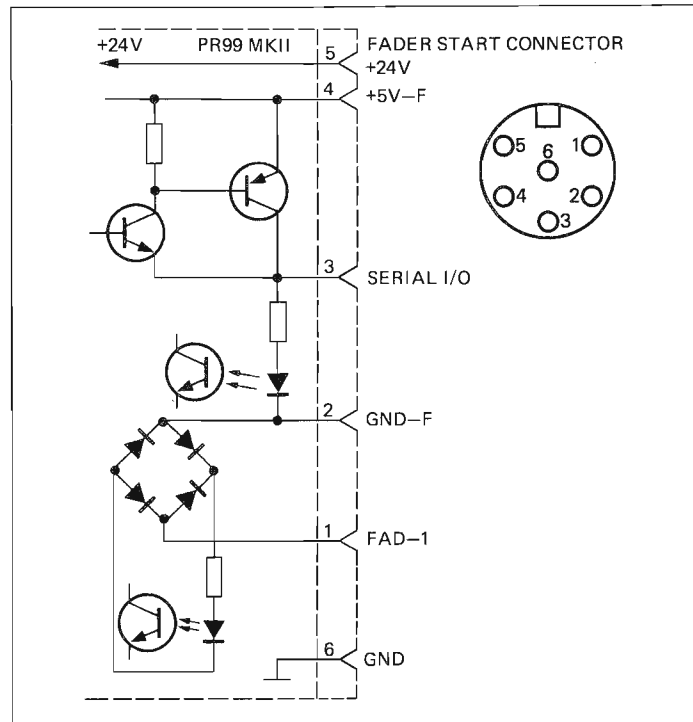 +24V PR99 MKII 5 FADER START CONNECTOR
+24V
4 +5V-F
5 6 1
4 2
3
3 SERIAL I/O
2 GND-F
1 FAD-1
6 GND